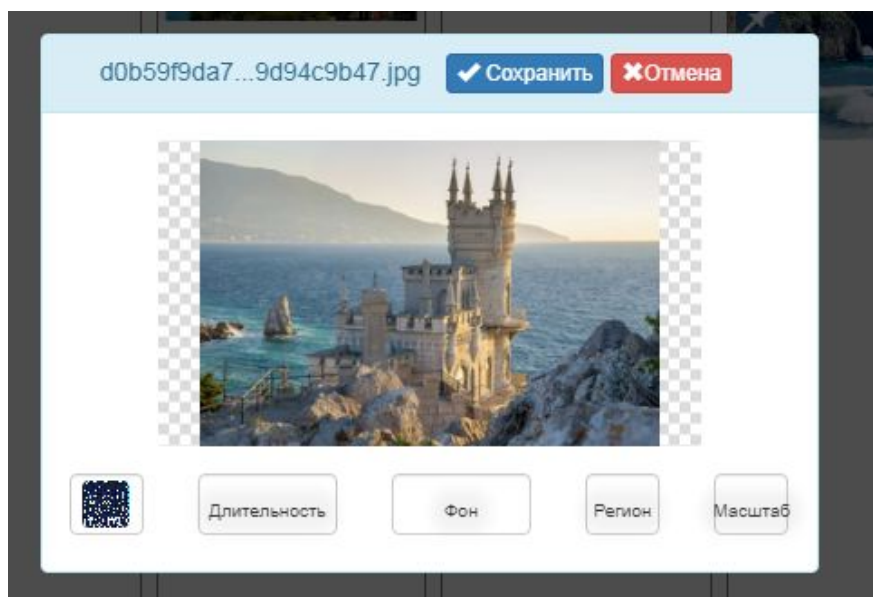 d0b59f9da7...9d94c9b47.jpg Сохранить Отмена
Длительность Фон Регион Масштаб